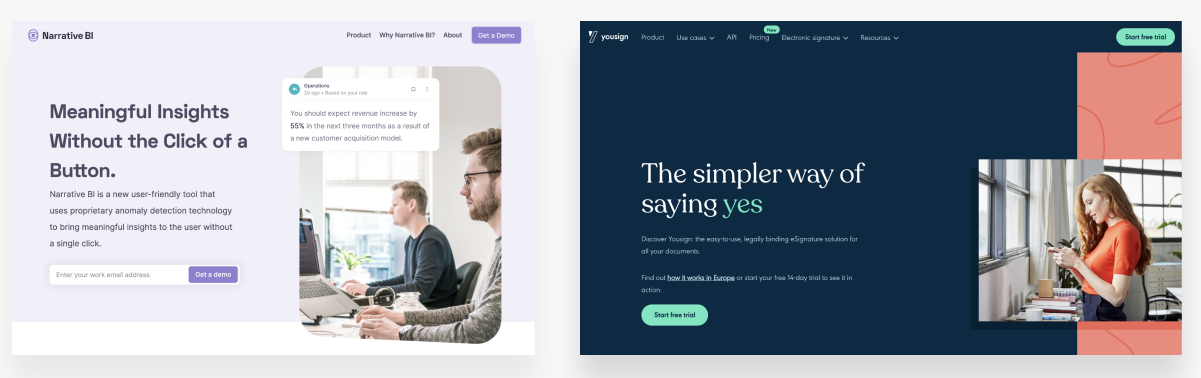 Narrative BI
Product Why Narrative BI? About Get a Demo
Operations
2d ago • Based on your role
You should expect revenue increase by
55% in the next three months as a result of
a new customer acquisition model.
Meaningful Insights
Without the Click of a
Button.
Narrative BI is a new user-friendly tool that
uses proprietary anomaly detection technology
to bring meaningful insights to the user without
a single click.
Enter your work email address Get a demo
yousign Product Use cases API Pricing New Electronic signature Resources Start free trial
The simpler way of
saying yes
Discover Yousign: the easy-to-use, legally binding eSignature solution for
all your documents.
Find out how it works in Europe or start your free 14-day trial to see it in
action:
Start free trial